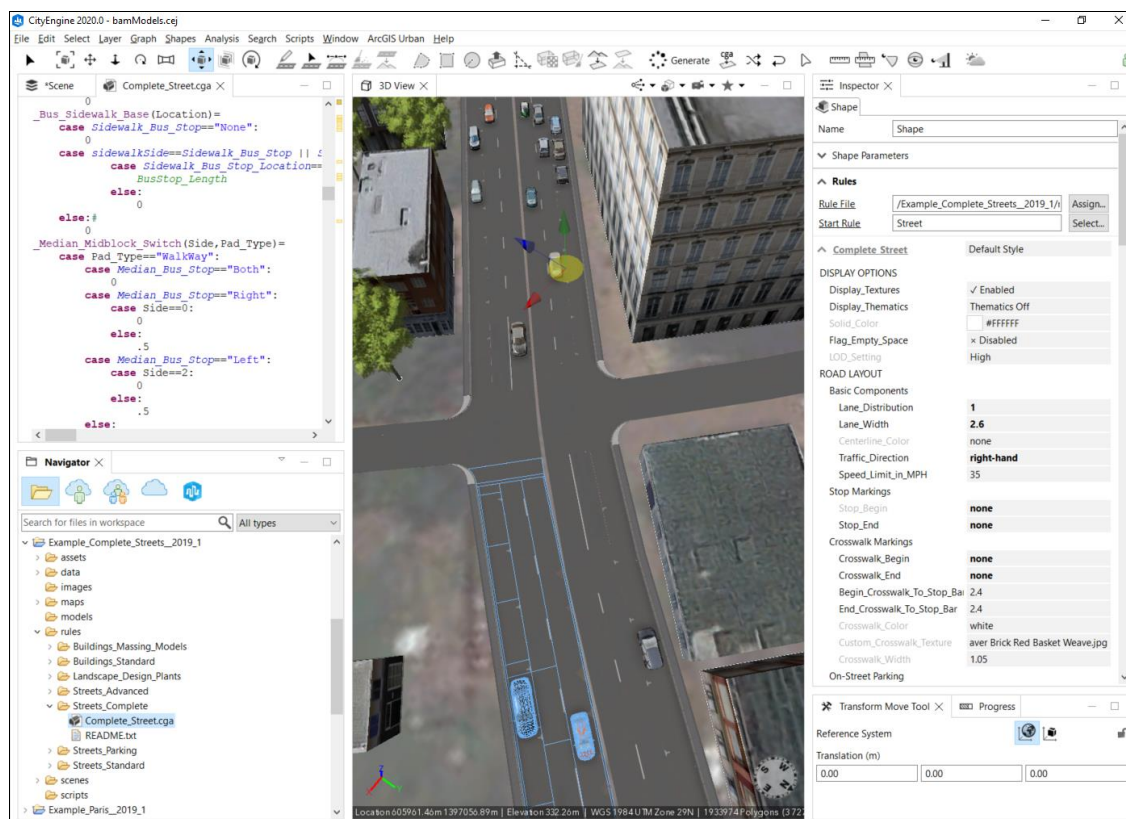 CityEngine 2020.0 - bamModels.cej
File Edit Select Layer Graph Shapes Analysis Search Scripts Window ArcGIS Urban Help
Generate
cga
*Scene
Complete_Street.cga
0
_Bus_Sidewalk_Base(Location)=
case Sidewalk_Bus_Stop=="None":
0
case sidewalkSide==Sidewalk_Bus_Stop ||
case Sidewalk_Bus_Stop_Location==
BusStop_Length
else:
0
else:#
0
_Median_Midblock_Switch(Side,Pad_Type)=
case Pad_Type=="WalkWay":
case Median_Bus_Stop=="Both":
0
case Median_Bus_Stop=="Right":
case Side==0:
0
else:
.5
case Median_Bus_Stop=="Left":
case Side==2:
0
else:
.5
else:
Navigator
Search for files in workspace
All types
Example_Complete_Streets__2019_1
assets
data
images
maps
models
rules
Buildings_Massing_Models
Buildings_Standard
Landscape_Design_Plants
Streets_Advanced
Streets_Complete
Complete_Street.cga
README.txt
Streets_Parking
Streets_Standard
scenes
scripts
Example_Paris__2019_1
3D View
Location 605961.46m 1397056.89m | Elevation 332.26m | WGS 1984 UTM Zone 29N | 1933974 Polygons (3 727
Inspector
Shape
Name Shape
Shape Parameters
Rules
Rule File /Example_Complete_Streets__2019_1/r Assign...
Start Rule Street Select...
Complete Street Default Style
DISPLAY OPTIONS
Display_Textures ✓ Enabled
Display_Thematics Thematics Off
Solid_Color #FFFFFF
Flag_Empty_Space × Disabled
LOD_Setting High
ROAD LAYOUT
Basic Components
Lane_Distribution 1
Lane_Width 2.6
Centerline_Color none
Traffic_Direction right-hand
Speed_Limit_in_MPH 35
Stop Markings
Stop_Begin none
Stop_End none
Crosswalk Markings
Crosswalk_Begin none
Crosswalk_End none
Begin_Crosswalk_To_Stop_Bar 2.4
End_Crosswalk_To_Stop_Bar 2.4
Crosswalk_Color white
Custom_Crosswalk_Texture aver Brick Red Basket Weave.jpg
Crosswalk_Width 1.05
On-Street Parking
Transform Move Tool
Progress
Reference System
Translation (m)
0.00 0.00 0.00